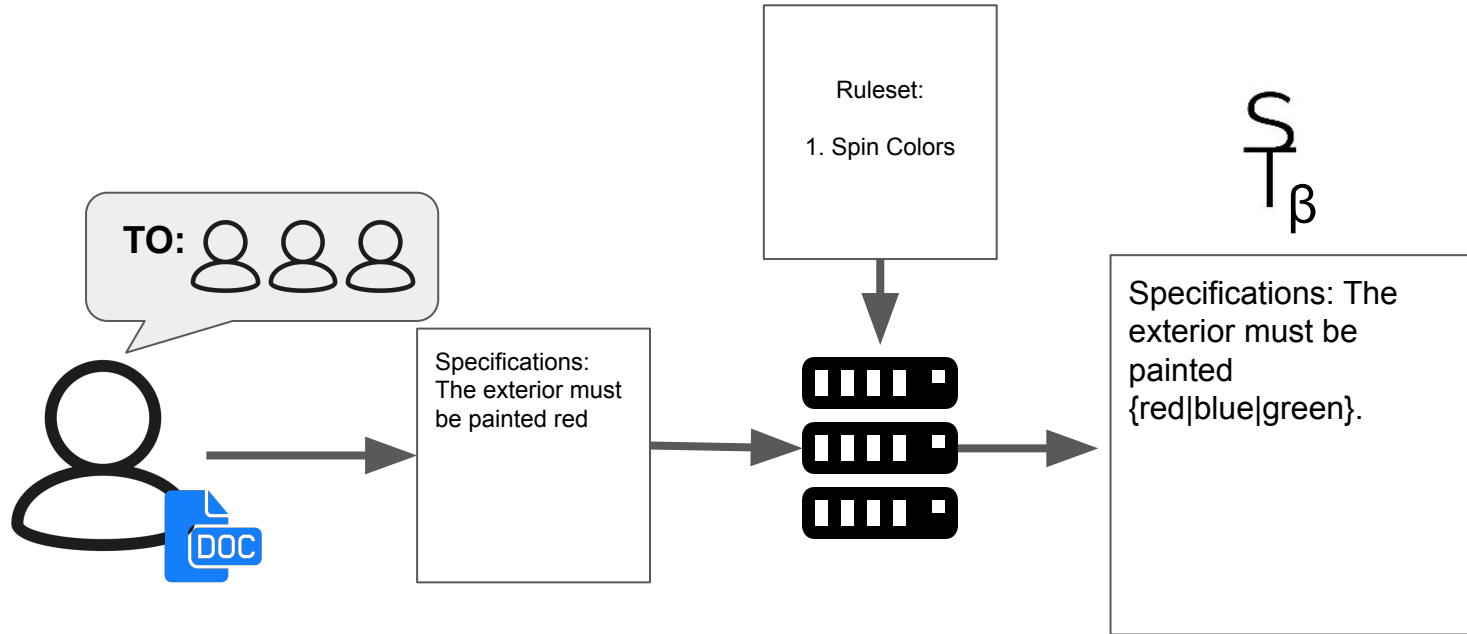 TO:
DOC
Specifications:
The exterior must
be painted red
Ruleset:
1. Spin Colors
S
T β
Specifications: The
exterior must be
painted
{red|blue|green}.